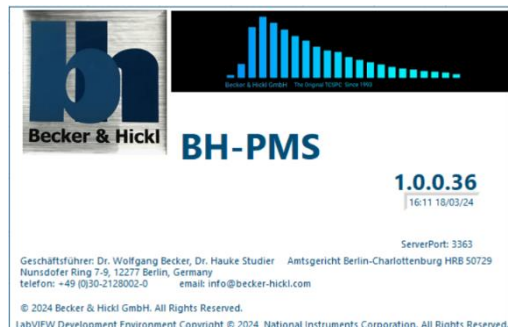 bh
Becker & Hickl
Becker & Hickl GmbH The Original TCSPC. Since 1993
BH-PMS
1.0.0.36
16:11 18/03/24
ServerPort: 3363
Geschäftsführer: Dr. Wolfgang Becker, Dr. Hauke Studier Amtsgericht Berlin-Charlottenburg HRB 50729
Nunsdofer Ring 7-9, 12277 Berlin, Germany
telefon: +49 (0)30-2128002-0 email: info@becker-hickl.com
© 2024 Becker & Hickl GmbH. All Rights Reserved.
LabVIEW Development Environment Copyright © 2024 National Instruments Corporation. All Rights Reserved.